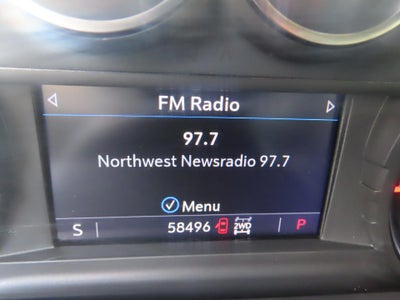 FM Radio
97.7
Northwest Newsradio 97.7
Menu
S 58496 2WD P